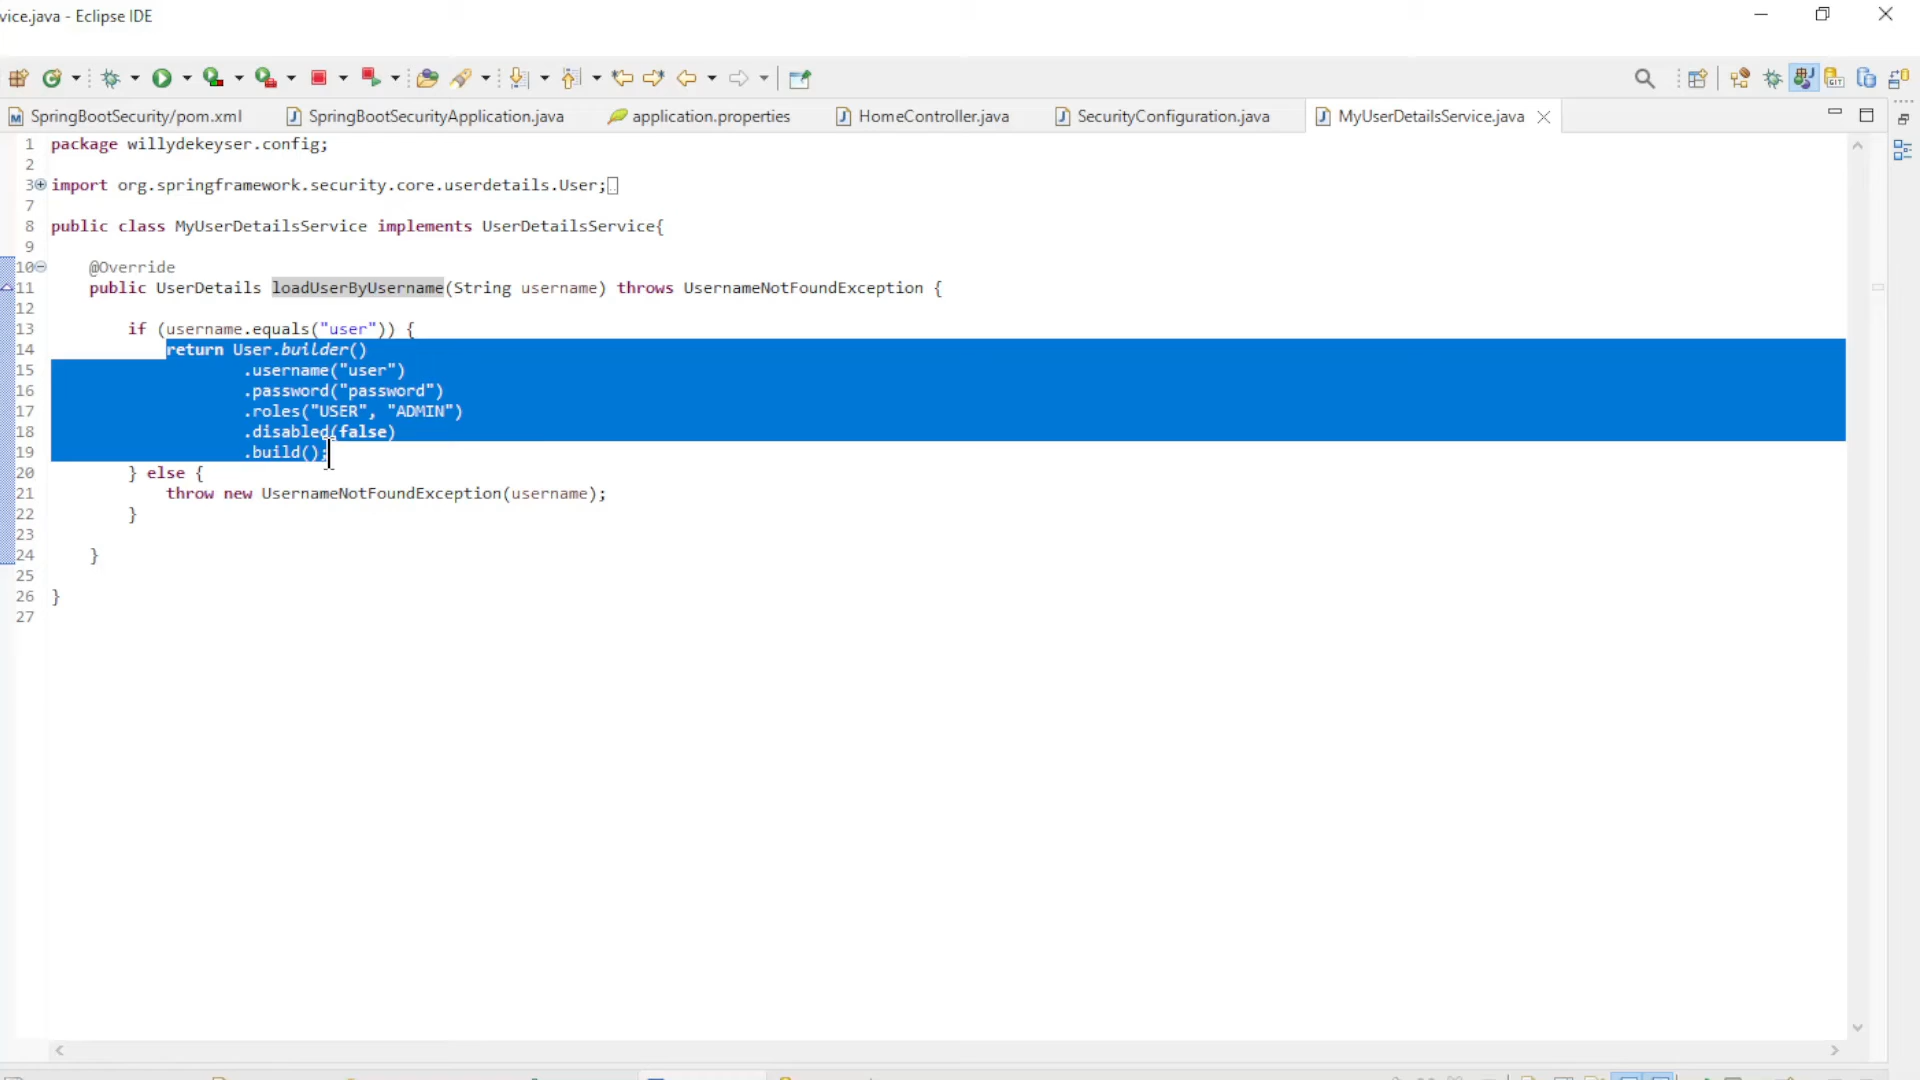 vice.java - Eclipse IDE
SpringBootSecurity/pom.xml
SpringBootSecurityApplication.java
application.properties
HomeController.java
SecurityConfiguration.java
MyUserDetailsService.java
1 package willydekeyser.config;
2
3 import org.springframework.security.core.userdetails.User;
7
8 public class MyUserDetailsService implements UserDetailsService{
9
10 @Override
11 public UserDetails loadUserByUsername(String username) throws UsernameNotFoundException {
12
13 if (username.equals("user")) {
14 return User.builder()
15 .username("user")
16 .password("password")
17 .roles("USER", "ADMIN")
18 .disabled(false)
19 .build();
20 } else {
21 throw new UsernameNotFoundException(username);
22 }
23
24 }
25
26 }
27